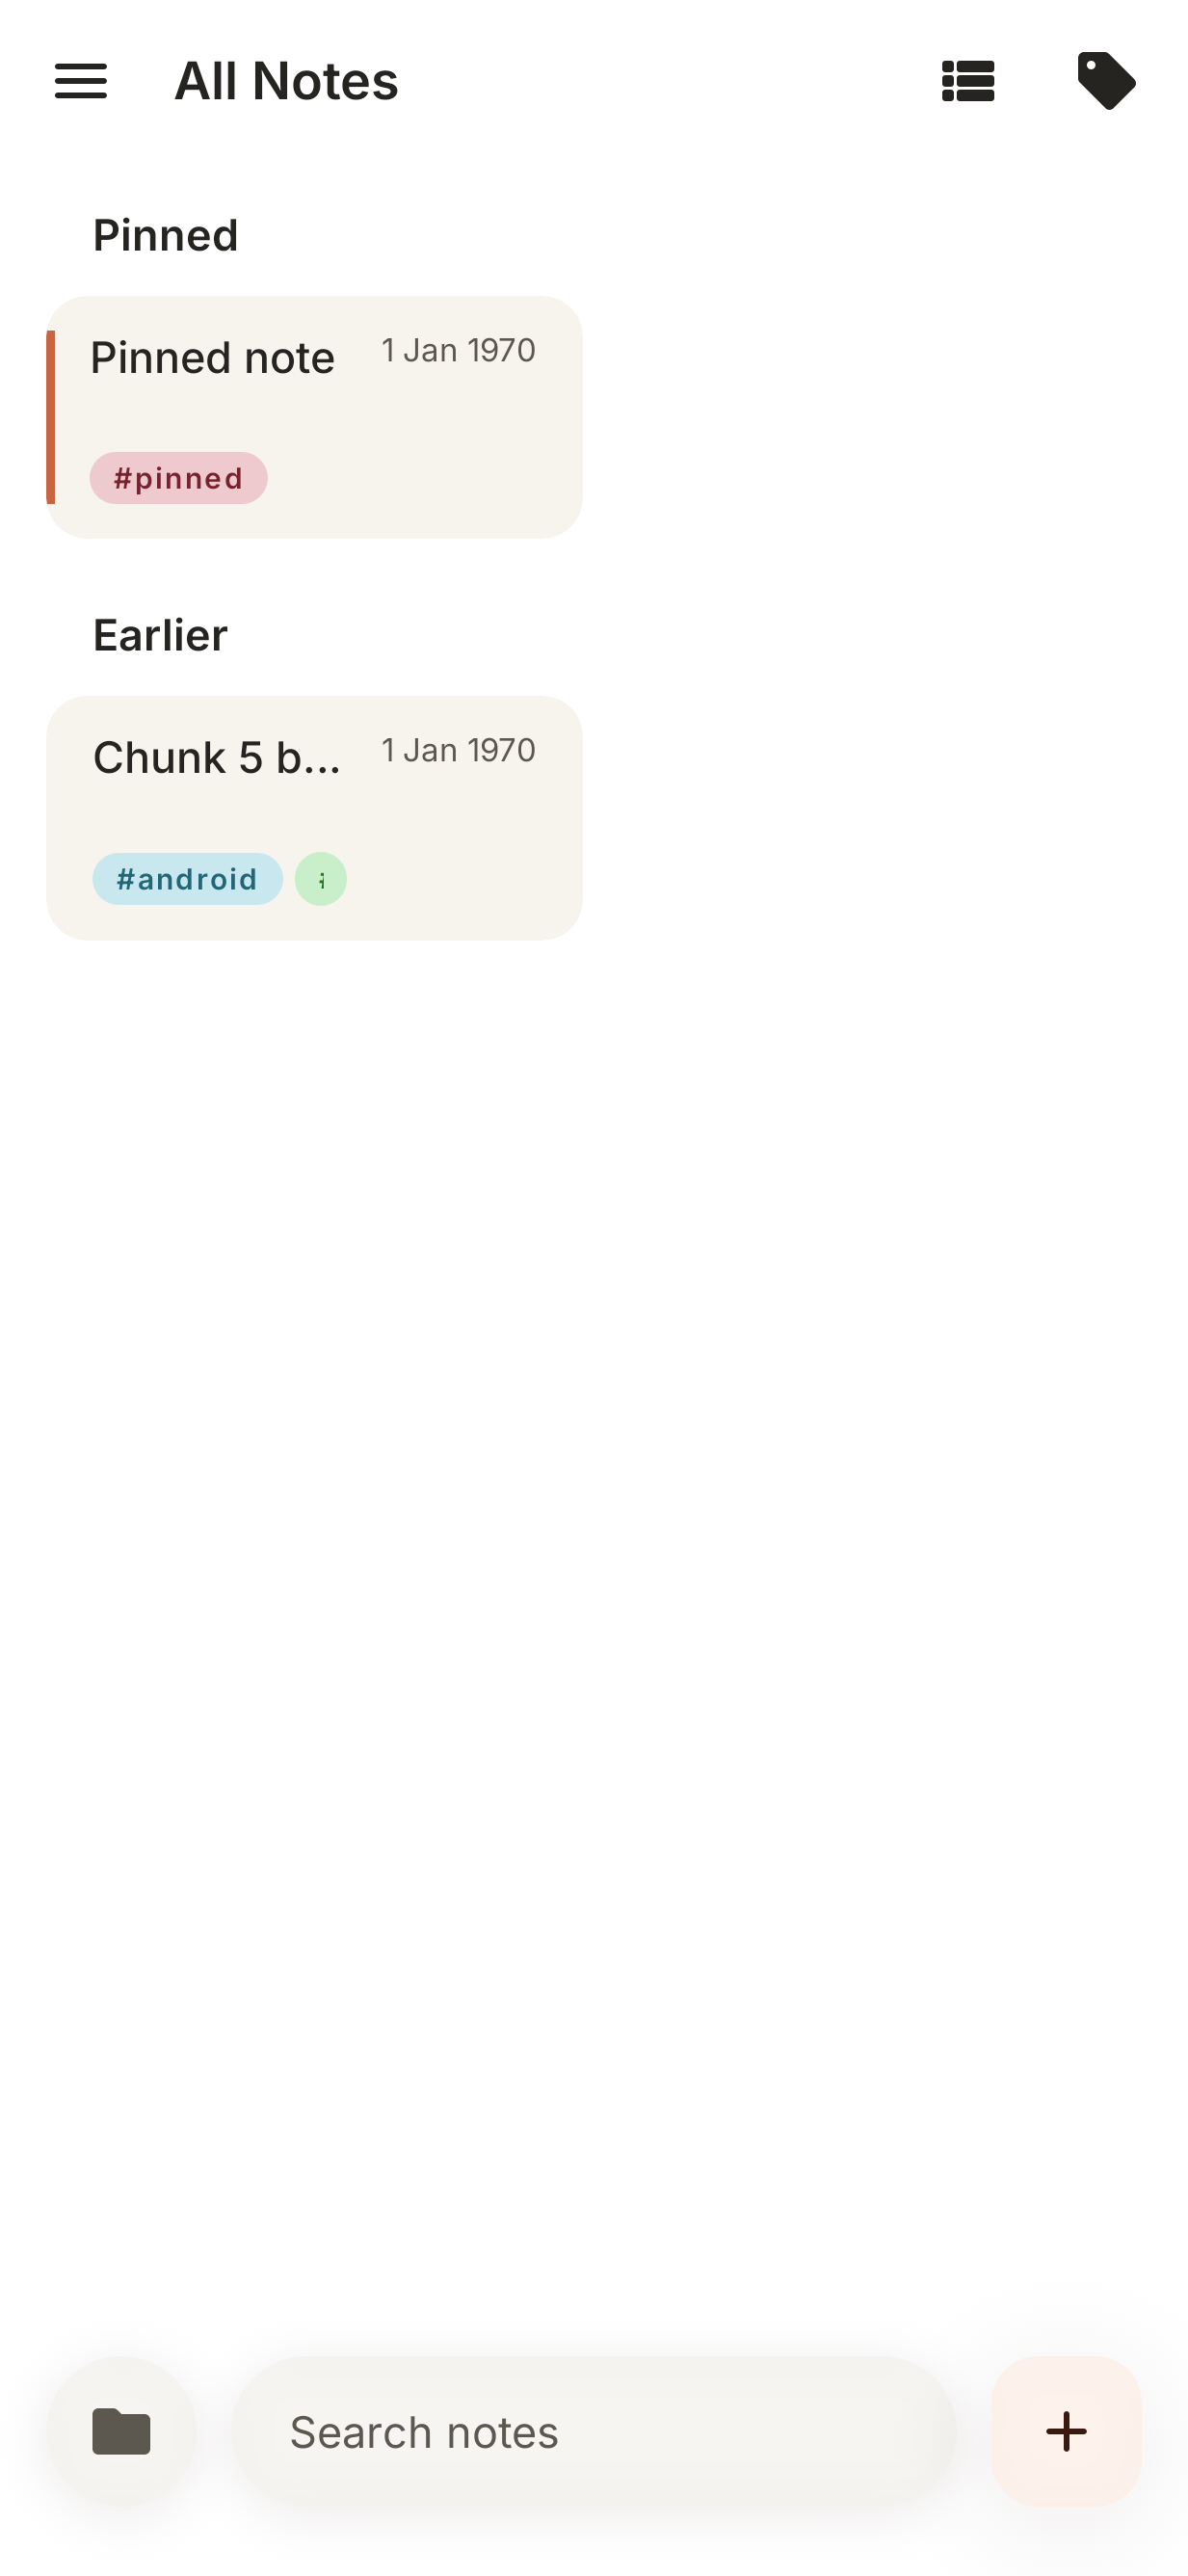 All Notes
Pinned
Pinned note 1 Jan 1970
#pinned
Earlier
Chunk 5 b... 1 Jan 1970
#android
Search notes